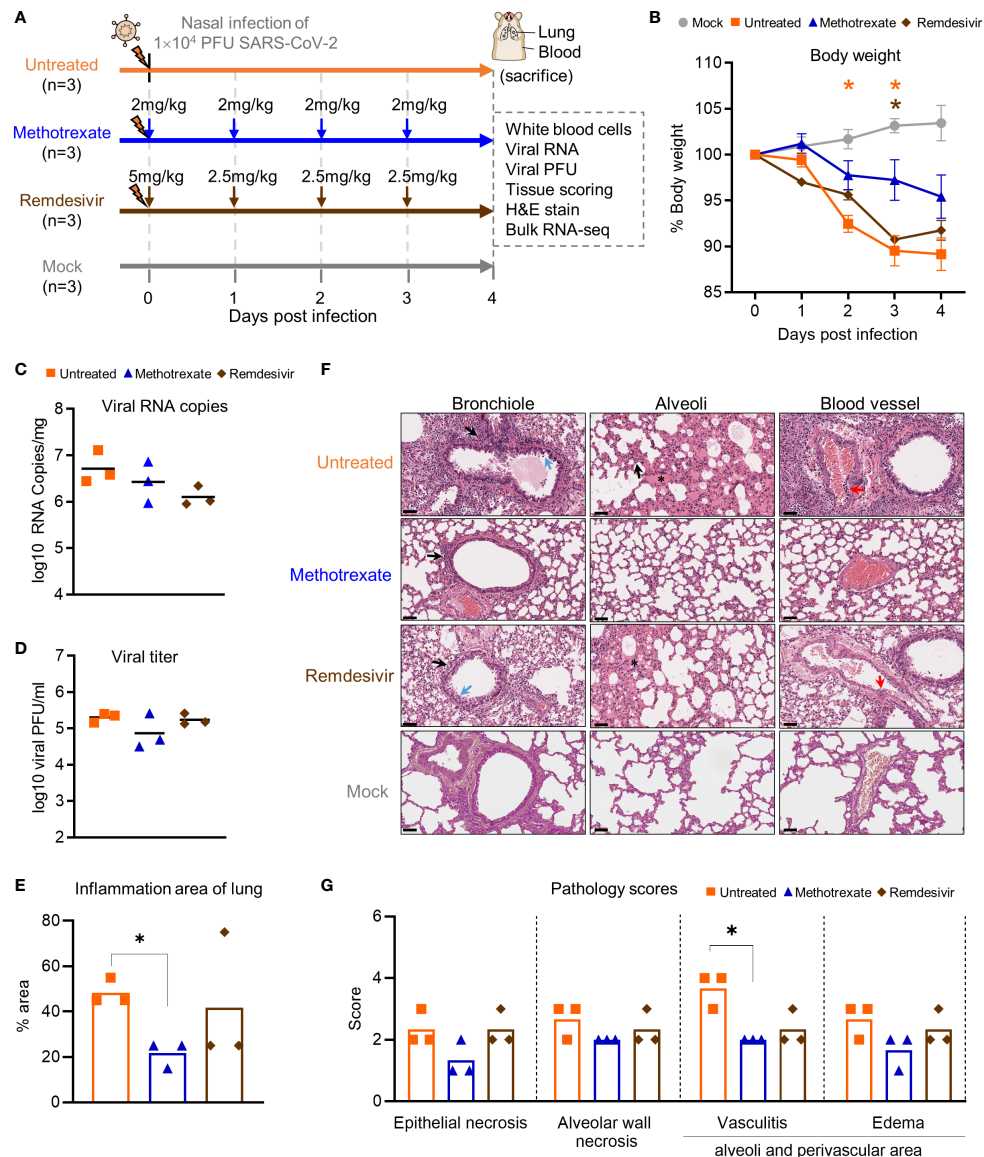 A
Nasal infection of
1×10⁴ PFU SARS-CoV-2
Lung
Blood
(sacrifice)
Untreated
(n=3)
2mg/kg 2mg/kg 2mg/kg 2mg/kg
Methotrexate
(n=3)
5mg/kg 2.5mg/kg 2.5mg/kg 2.5mg/kg
Remdesivir
(n=3)
Mock
(n=3)
White blood cells
Viral RNA
Viral PFU
Tissue scoring
H&E stain
Bulk RNA-seq
0 1 2 3 4
Days post infection
B
Mock Untreated Methotrexate Remdesivir
Body weight
% Body weight
110
105
100
95
90
85
* *
*
0 1 2 3 4
Days post infection
C
Untreated Methotrexate Remdesivir
Viral RNA copies
log10 RNA Copies/mg
8
7
6
5
4
D
Viral titer
log10 viral PFU/ml
7
6
5
4
3
2
E
Inflammation area of lung
% area
80
60
40
20
0
*
F
Bronchiole Alveoli Blood vessel
Untreated
*
Methotrexate
Remdesivir
*
Mock
G
Pathology scores
Untreated Methotrexate Remdesivir
Score
6
4
2
0
*
Epithelial necrosis
Alveolar wall
necrosis
Vasculitis
Edema
alveoli and perivascular area